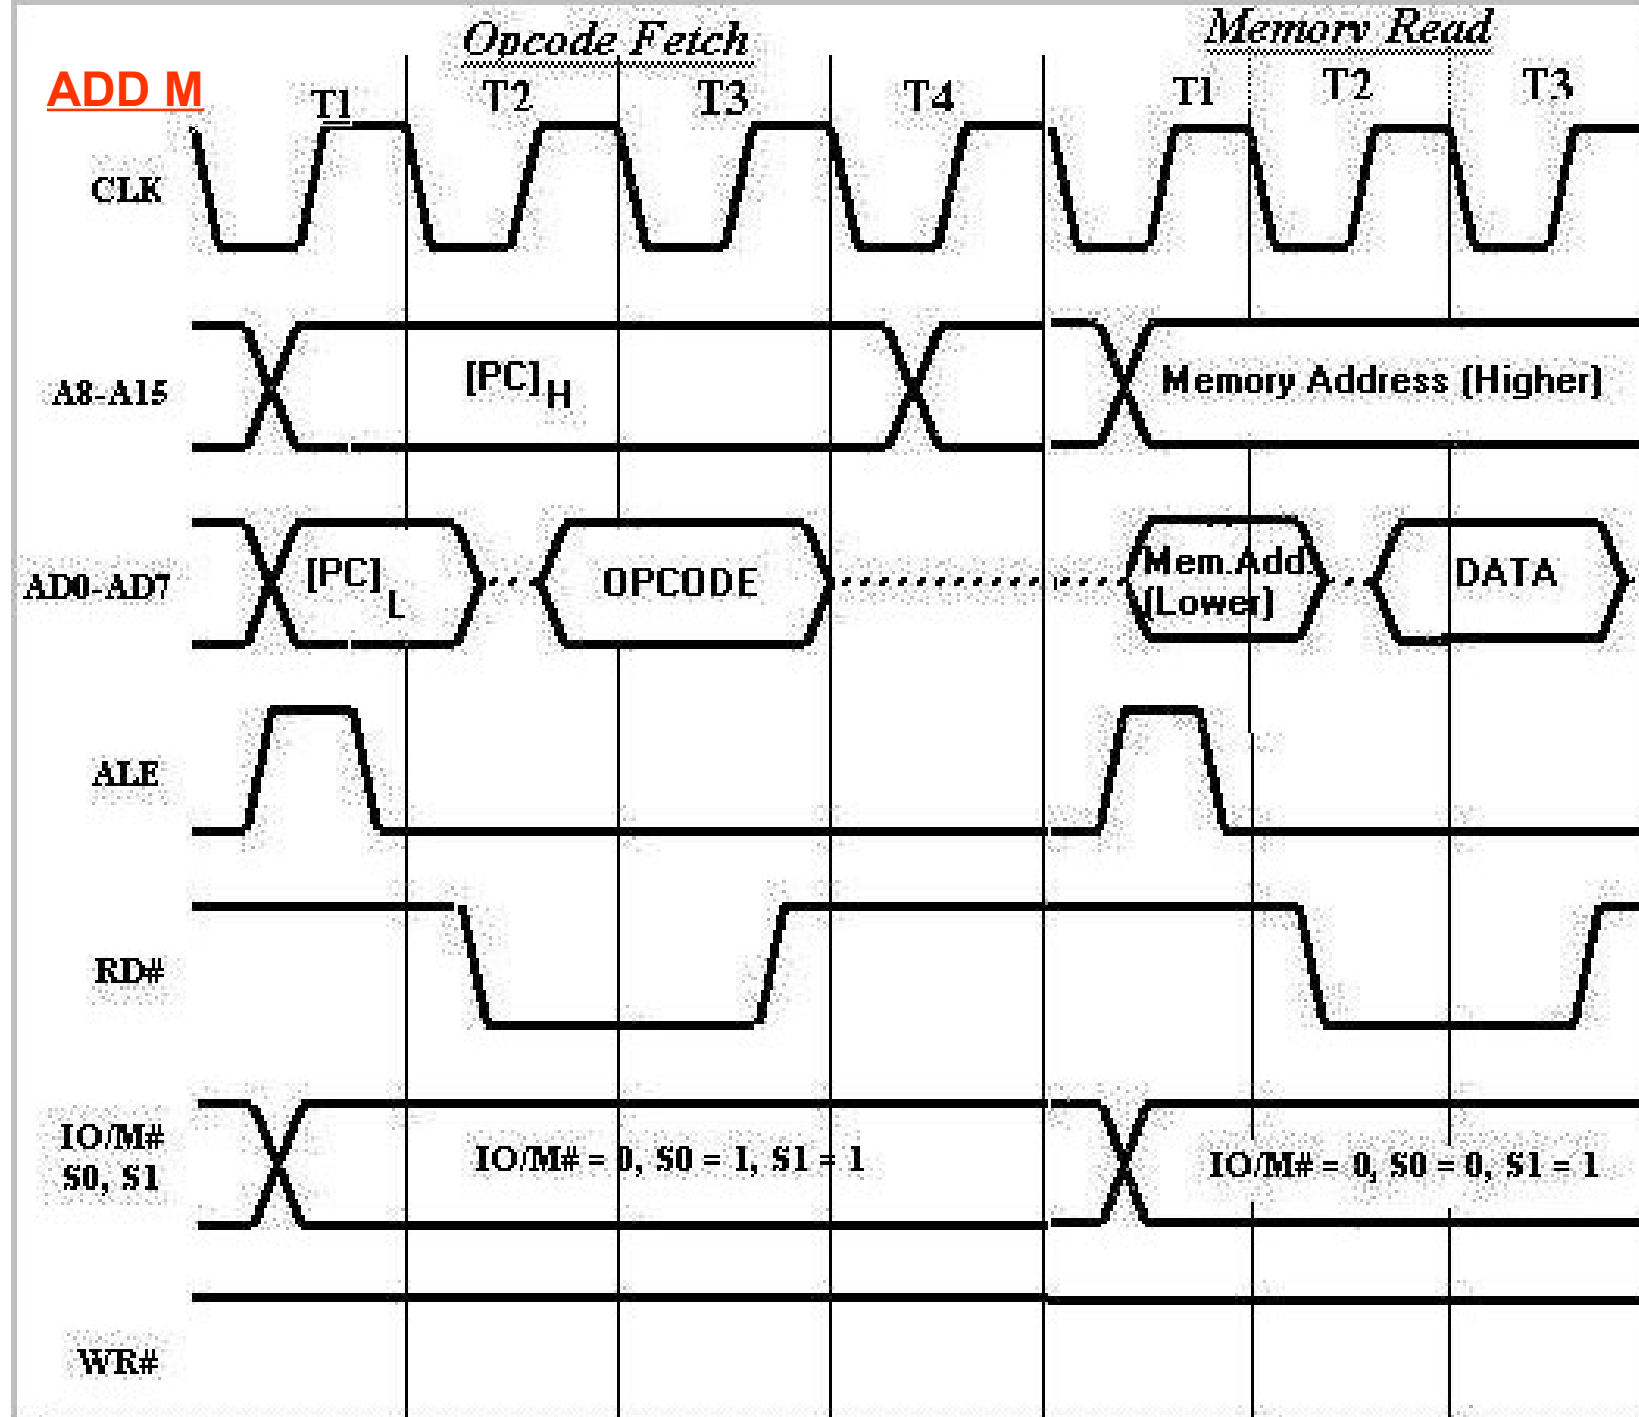 Opcode Fetch
Memory Read
ADD M
T1 T2 T3 T4 T1 T2 T3
CLK
A8-A15 [PC]H Memory Address (Higher)
AD0-AD7 [PC]L OPCODE Mem.Add. (Lower) DATA
ALE
RD#
IO/M#
S0, S1
IO/M# = 0, S0 = 1, S1 = 1
IO/M# = 0, S0 = 0, S1 = 1
WR#